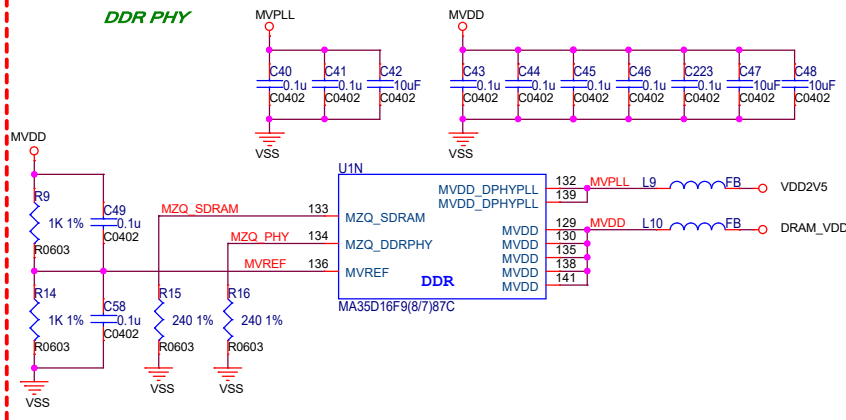 DDR PHY
MVPLL
MVDD
C40
0.1u
C0402
C41
0.1u
C0402
C42
10uF
C0402
C43
0.1u
C0402
C44
0.1u
C0402
C45
0.1u
C0402
C46
0.1u
C0402
C223
0.1u
C0402
C47
10uF
C0402
C48
10uF
C0402
VSS
VSS
MVDD
R9
1K 1%
R0603
C49
0.1u
C0402
R14
1K 1%
R0603
C58
0.1u
C0402
VSS
MZQ_SDRAM
MZQ_PHY
MVREF
R15
240 1%
R0603
VSS
R16
240 1%
R0603
VSS
U1N
133 MZQ_SDRAM
134 MZQ_DDRPHY
136 MVREF
MVDD_DPHYPLL 132
MVDD_DPHYPLL 139
MVDD 129
MVDD 130
MVDD 135
MVDD 138
MVDD 141
DDR
MA35D16F9(8/7)87C
MVPLL L9 FB VDD2V5
MVDD L10 FB DRAM_VDD